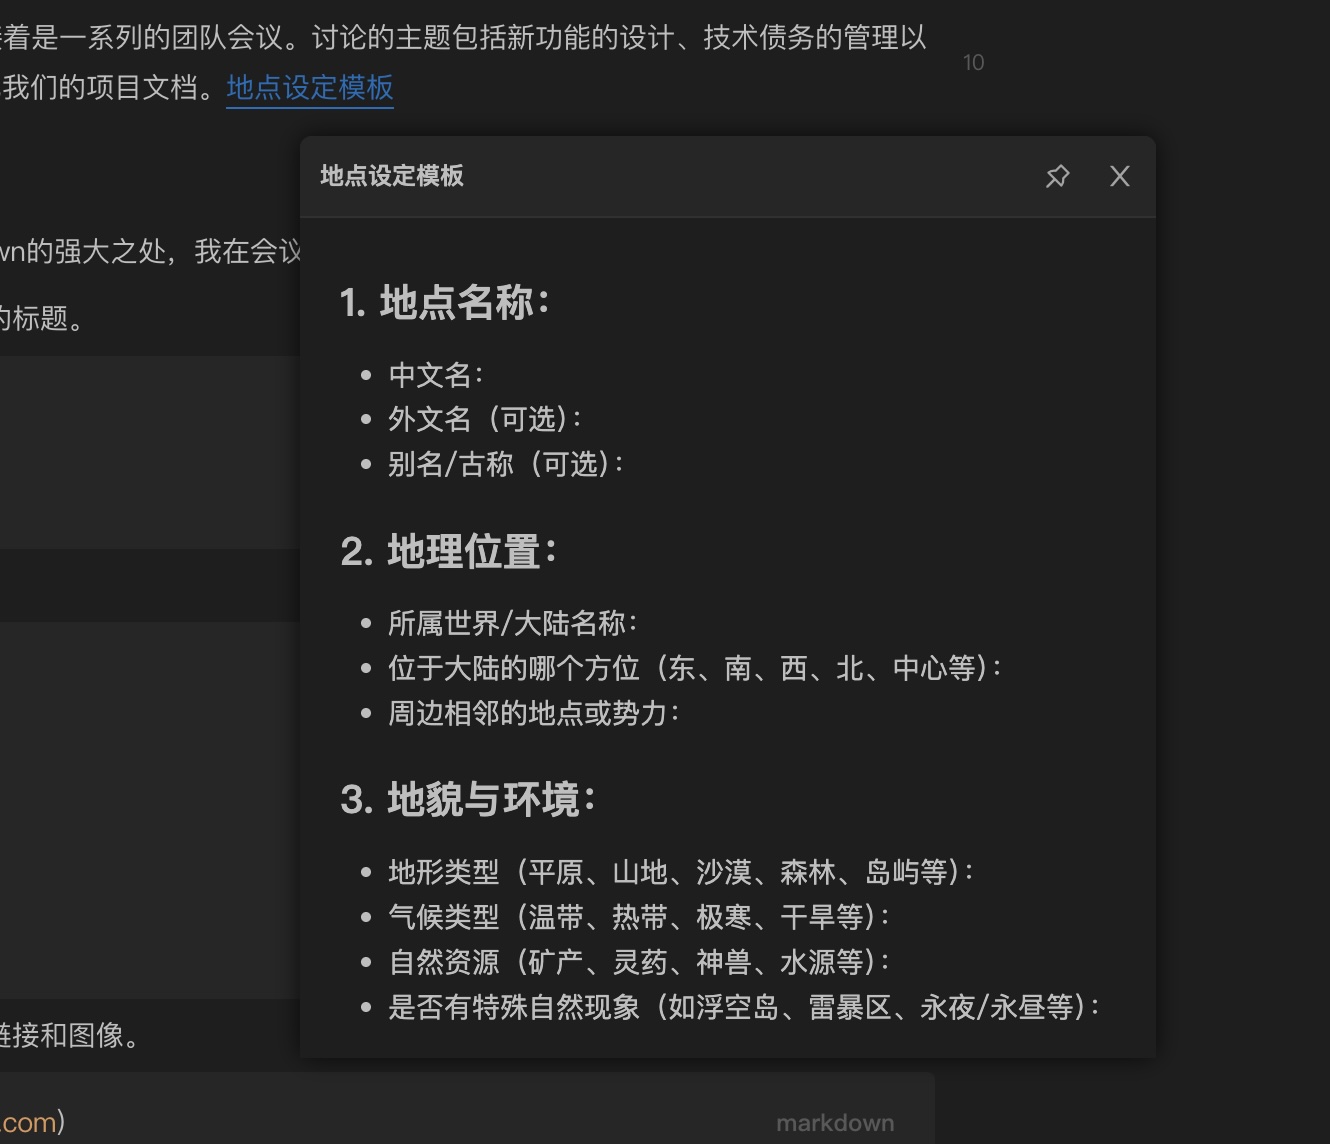 着是一系列的团队会议。讨论的主题包括新功能的设计、技术债务的管理以
10
我们的项目文档。地点设定模板
地点设定模板
wn的强大之处，我在会议
1. 地点名称：
的标题。
• 中文名：
• 外文名（可选）：
• 别名/古称（可选）：
2. 地理位置：
• 所属世界/大陆名称：
• 位于大陆的哪个方位（东、南、西、北、中心等）：
• 周边相邻的地点或势力：
3. 地貌与环境：
• 地形类型（平原、山地、沙漠、森林、岛屿等）：
• 气候类型（温带、热带、极寒、干旱等）：
• 自然资源（矿产、灵药、神兽、水源等）：
• 是否有特殊自然现象（如浮空岛、雷暴区、永夜/永昼等）：
链接和图像。
.com)
markdown